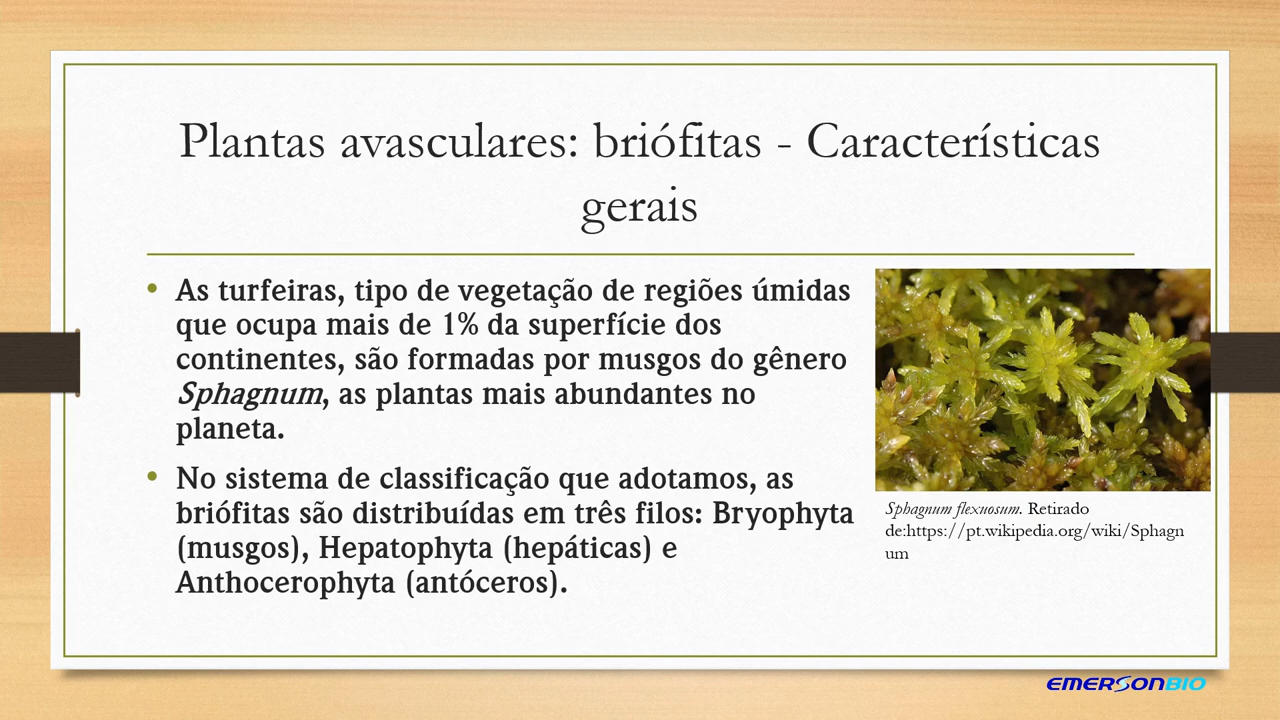 Plantas avasculares: briófitas - Características
gerais
• As turfeiras, tipo de vegetação de regiões úmidas
que ocupa mais de 1% da superfície dos
continentes, são formadas por musgos do gênero
Sphagnum, as plantas mais abundantes no
planeta.
• No sistema de classificação que adotamos, as
briófitas são distribuídas em três filos: Bryophyta
(musgos), Hepatophyta (hepáticas) e
Anthocerophyta (antóceros).
Sphagnum flexuosum. Retirado
de:https://pt.wikipedia.org/wiki/Sphagn
um
EMERSONBIO